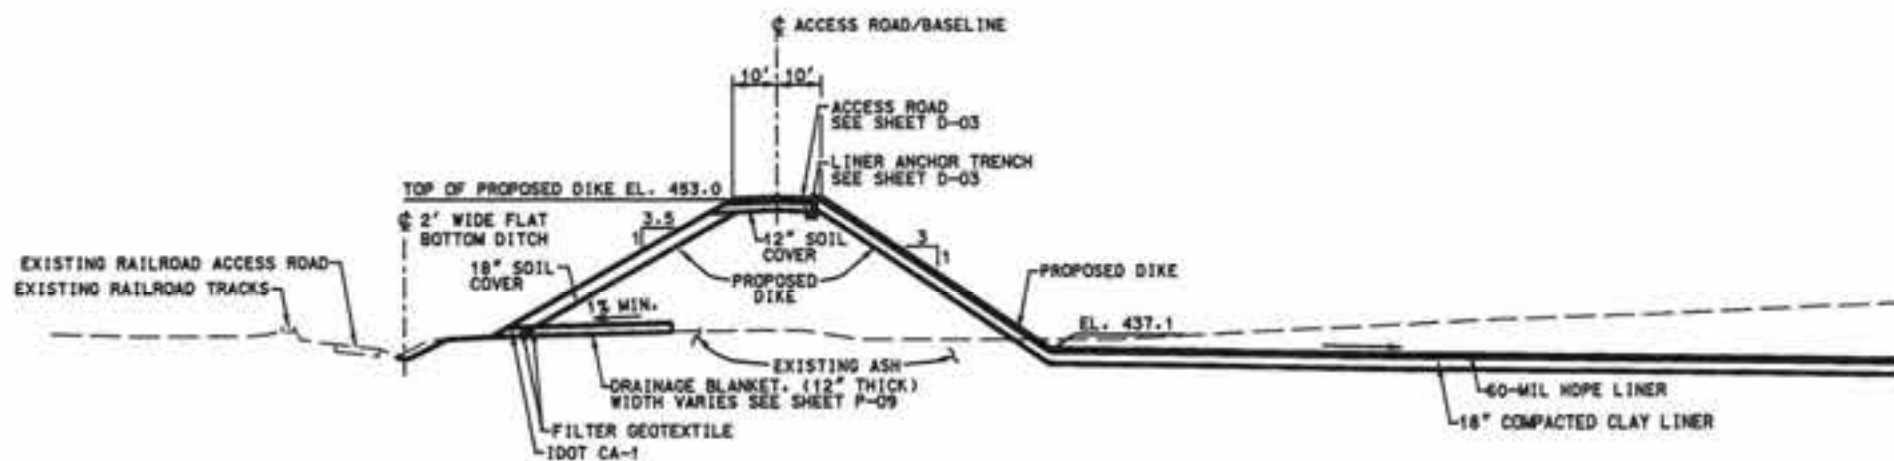 ℄ ACCESS ROAD/BASELINE
10' 10'
ACCESS ROAD
SEE SHEET D-03
LINER ANCHOR TRENCH
SEE SHEET D-03
TOP OF PROPOSED DIKE EL. 453.0
℄ 2' WIDE FLAT
BOTTOM DITCH
3.5
1
12" SOIL
COVER
3
1
EXISTING RAILROAD ACCESS ROAD
EXISTING RAILROAD TRACKS
18" SOIL
COVER
PROPOSED
DIKE
PROPOSED DIKE
1% MIN.
EL. 437.1
EXISTING ASH
DRAINAGE BLANKET. (12" THICK)
WIDTH VARIES SEE SHEET P-09
60-MIL HDPE LINER
18" COMPACTED CLAY LINER
FILTER GEOTEXTILE
IDOT CA-1